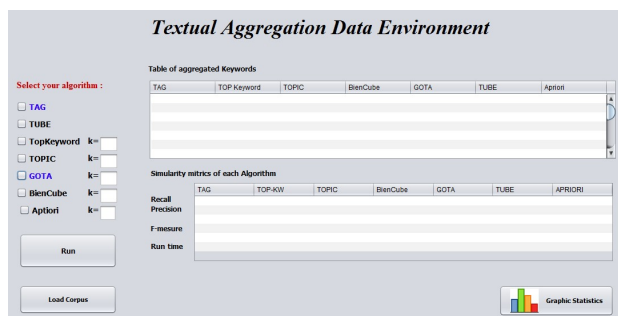 Textual Aggregation Data Environment
Select your algorithm :
TAG
TUBE
TopKeyword k=
TOPIC k=
GOTA k=
BienCube k=
Aptiori k=
Run
Load Corpus
Table of aggregated Keywords
TAG TOP Keyword TOPIC BienCube GOTA TUBE Apriori
Simularity mitrics of each Algorithm
TAG TOP-KW TOPIC BienCube GOTA TUBE APRIORI
Recall
Precision
F-mesure
Run time
Graphic Statistics